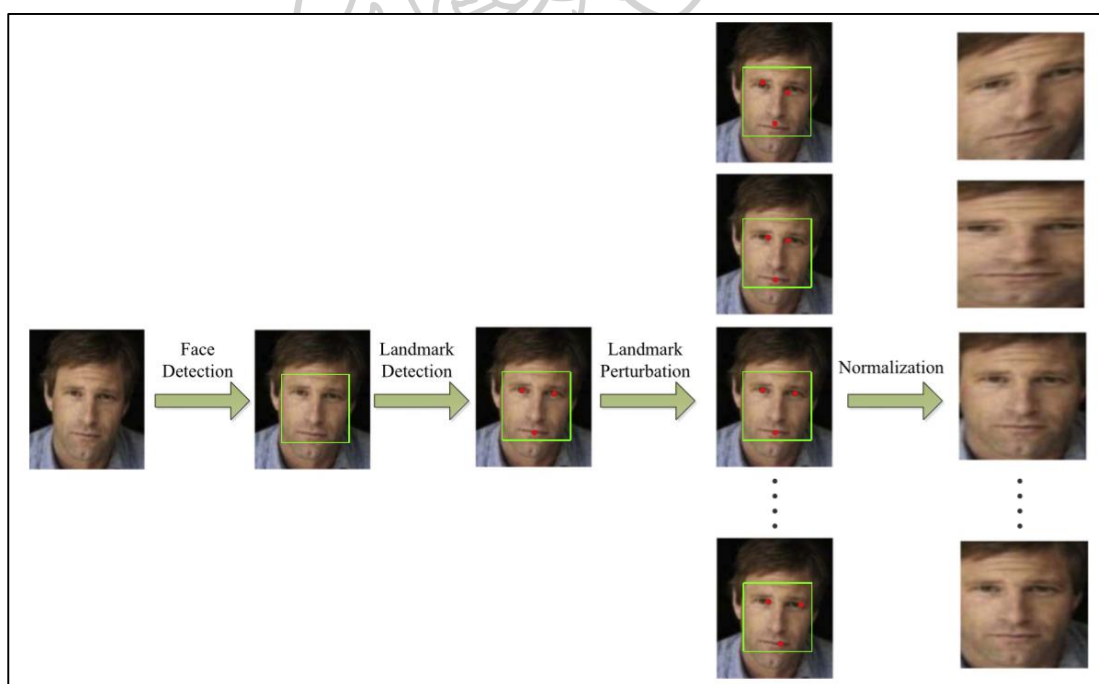 Face
Detection
Landmark
Detection
Landmark
Perturbation
Normalization